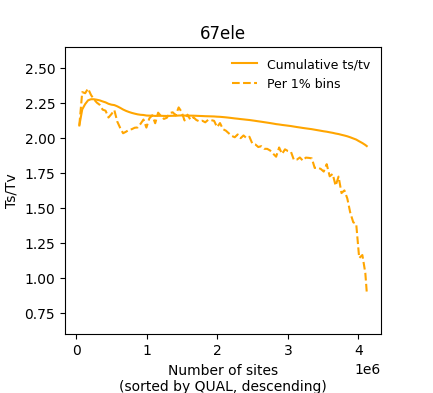 67ele
Cumulative ts/tv
Per 1% bins
2.50
2.25
2.00
1.75
1.50
1.25
1.00
0.75
Ts/Tv
0 1 2 3 4
1e6
Number of sites
(sorted by QUAL, descending)